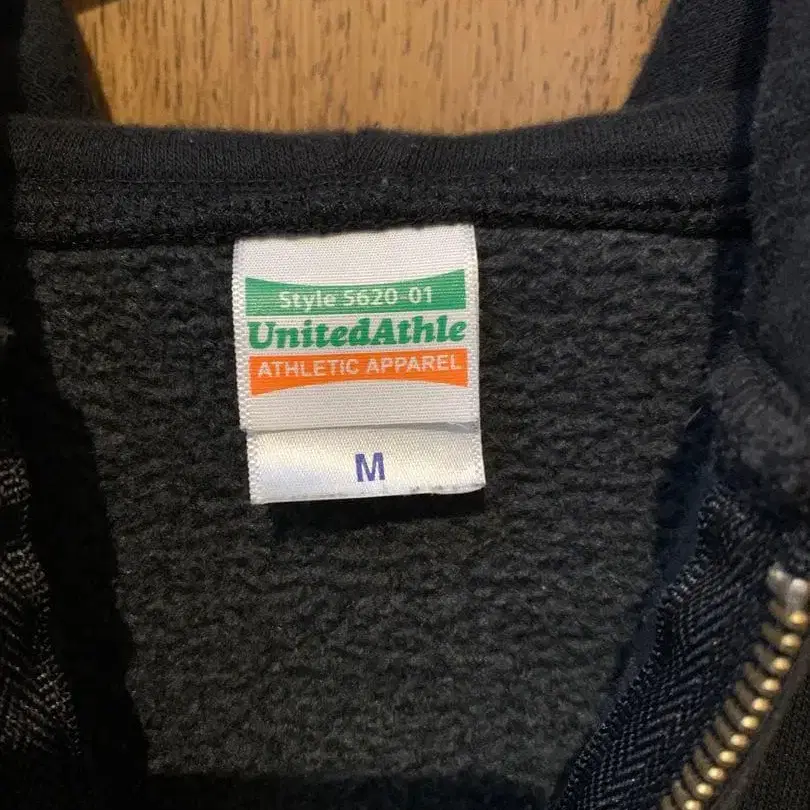 Style 5620-01
UnitedAthle
ATHLETIC APPAREL
M